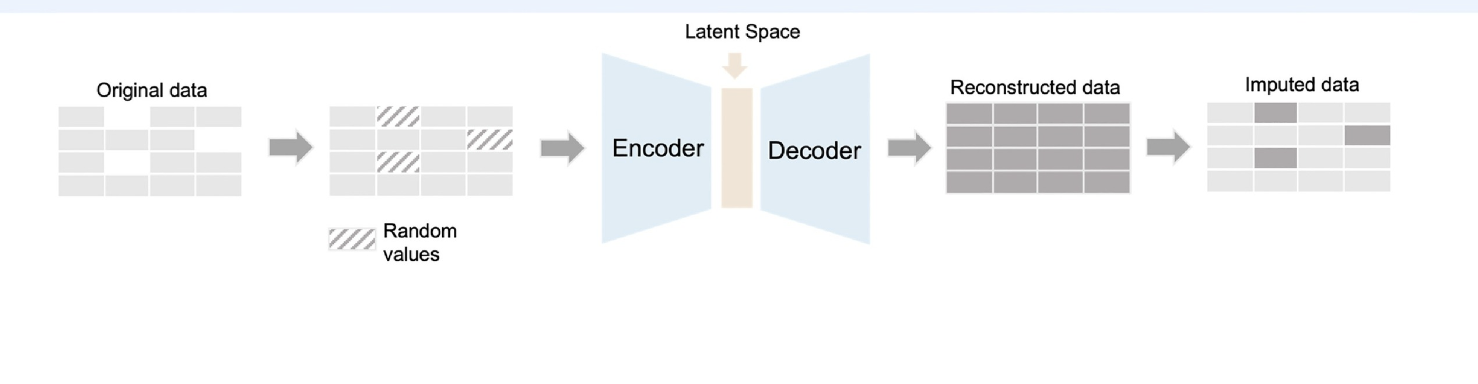 Latent Space
Original data
Reconstructed data
Imputed data
Encoder
Decoder
Random
values